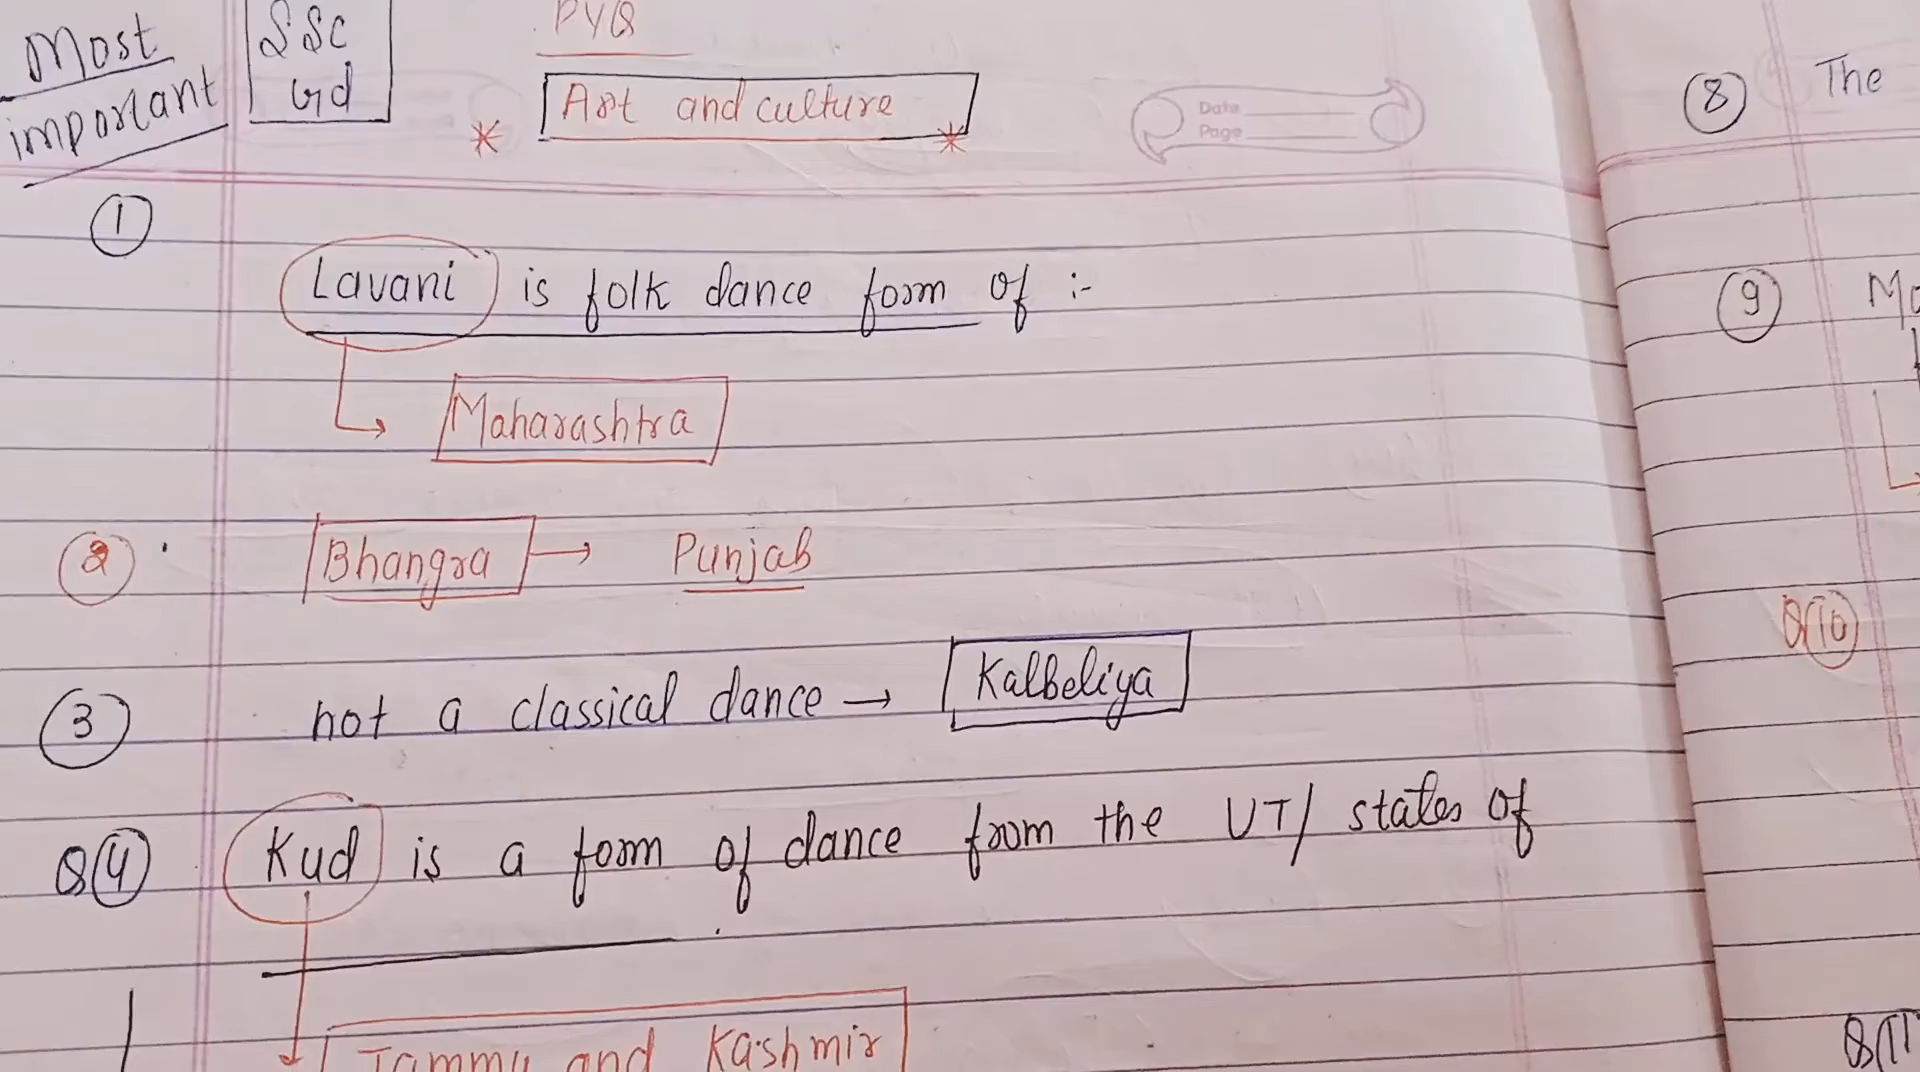 Most
important
SSC
Gd
PYQ
Art and culture
Date
Page
①
Lavani is folk dance form of :-
Maharashtra
②
Bhangra → Punjab
③
not a classical dance → Kalbeliya
Q④ Kud is a form of dance from the UT/ states of
Jammu and Kashmir
⑧ The
⑨
Q⑩
Q⑪